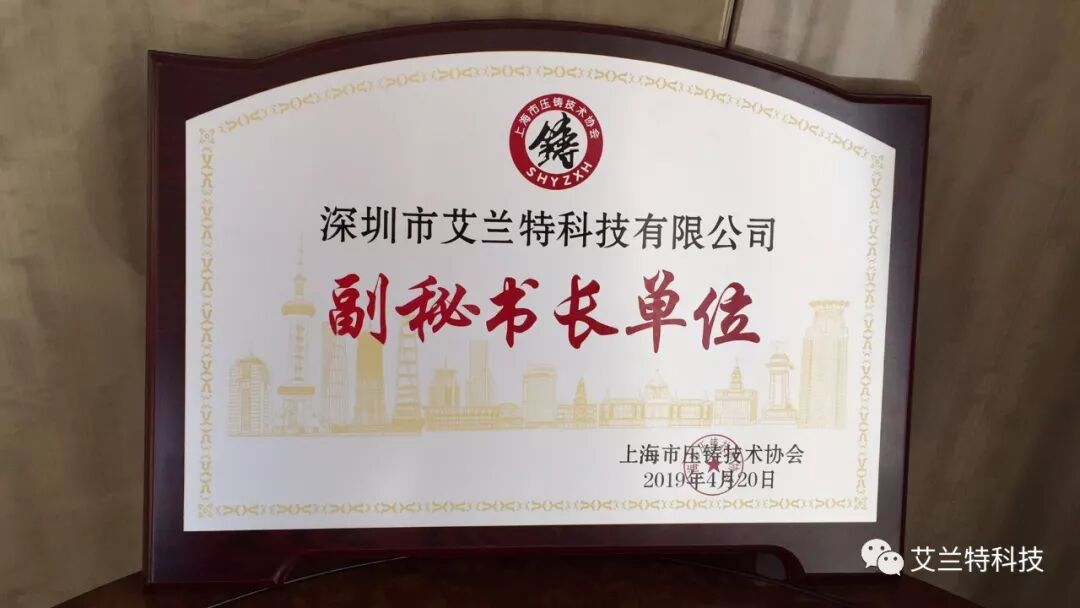 上海市压铸技术协会
铸
SHYZXH
深圳市艾兰特科技有限公司
副秘书长单位
上海市压铸技术协会
2019年4月20日
艾兰特科技